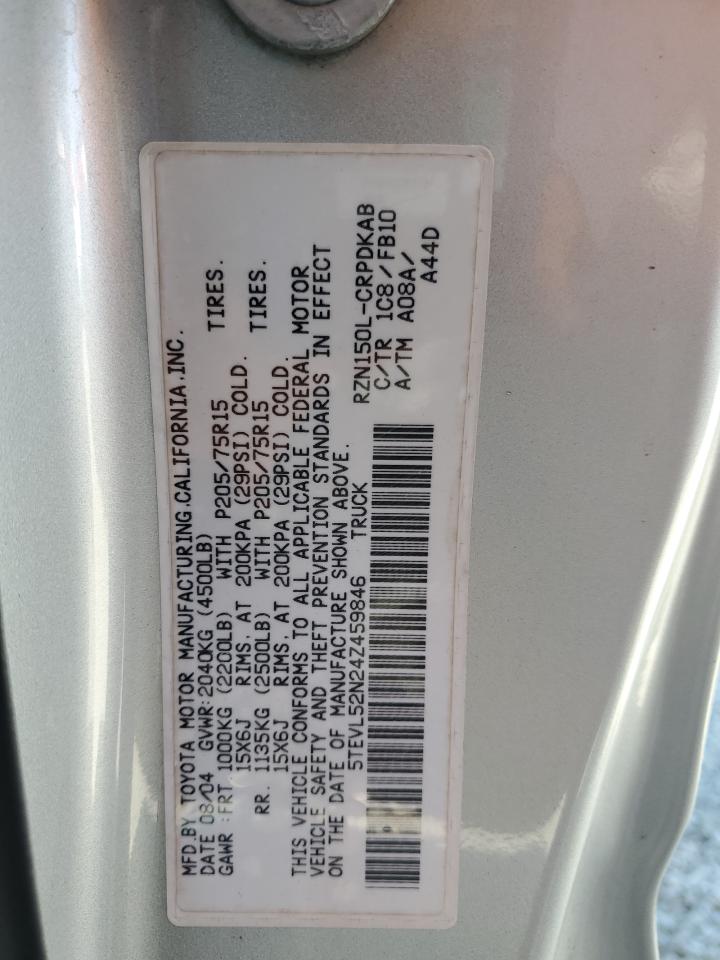 MFD.BY TOYOTA MOTOR MANUFACTURING.CALIFORNIA.INC.
DATE 08/04 GVWR:2040KG (4500LB)
GAWR :FRT 1000KG (2200LB) WITH P205/75R15 TIRES.
15X6J RIMS, AT 200KPA (29PSI) COLD.
RR. 1135KG (2500LB) WITH P205/75R15 TIRES.
15X6J RIMS, AT 200KPA (29PSI) COLD.
THIS VEHICLE CONFORMS TO ALL APPLICABLE FEDERAL MOTOR
VEHICLE SAFETY AND THEFT PREVENTION STANDARDS IN EFFECT
ON THE DATE OF MANUFACTURE SHOWN ABOVE.
5TEVL52N24Z459846 TRUCK
RZN150L-CRPDKAB
C/TR 1C8/FB10
A/TM A08A/
A44D